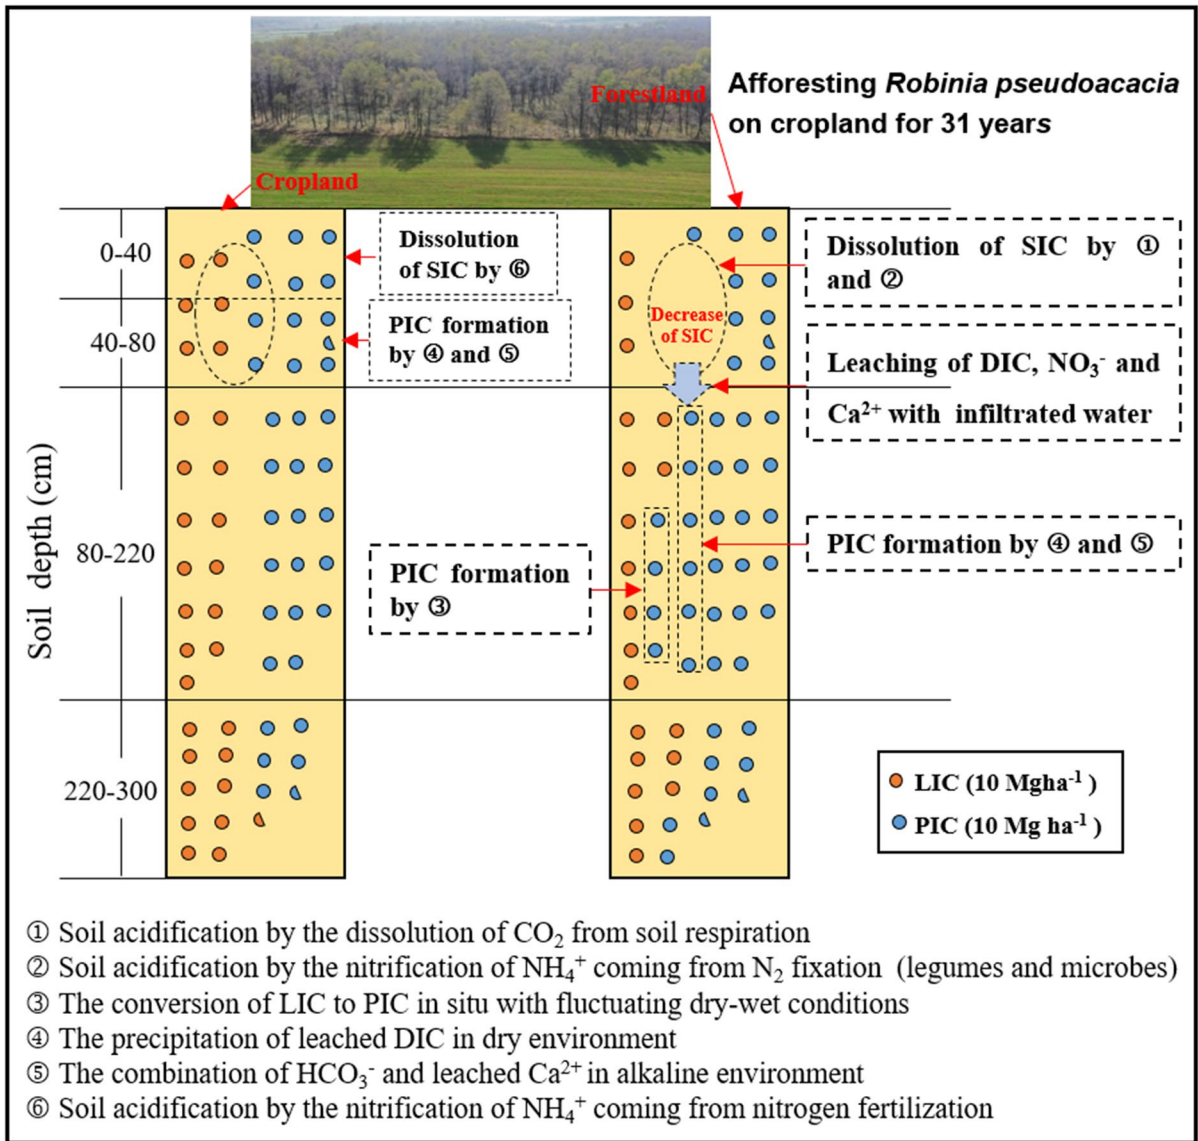 Afforesting Robinia pseudoacacia
on cropland for 31 years
Forestland
Cropland
0-40
40-80
80-220
220-300
Soil depth (cm)
Dissolution
of SIC by ⑥
PIC formation
by ④ and ⑤
Dissolution of SIC by ①
and ②
Decrease
of SIC
Leaching of DIC, NO₃⁻ and
Ca²⁺ with infiltrated water
PIC formation
by ③
PIC formation by ④ and ⑤
LIC (10 Mgha⁻¹ )
PIC (10 Mg ha⁻¹ )
① Soil acidification by the dissolution of CO₂ from soil respiration
② Soil acidification by the nitrification of NH₄⁺ coming from N₂ fixation (legumes and microbes)
③ The conversion of LIC to PIC in situ with fluctuating dry-wet conditions
④ The precipitation of leached DIC in dry environment
⑤ The combination of HCO₃⁻ and leached Ca²⁺ in alkaline environment
⑥ Soil acidification by the nitrification of NH₄⁺ coming from nitrogen fertilization